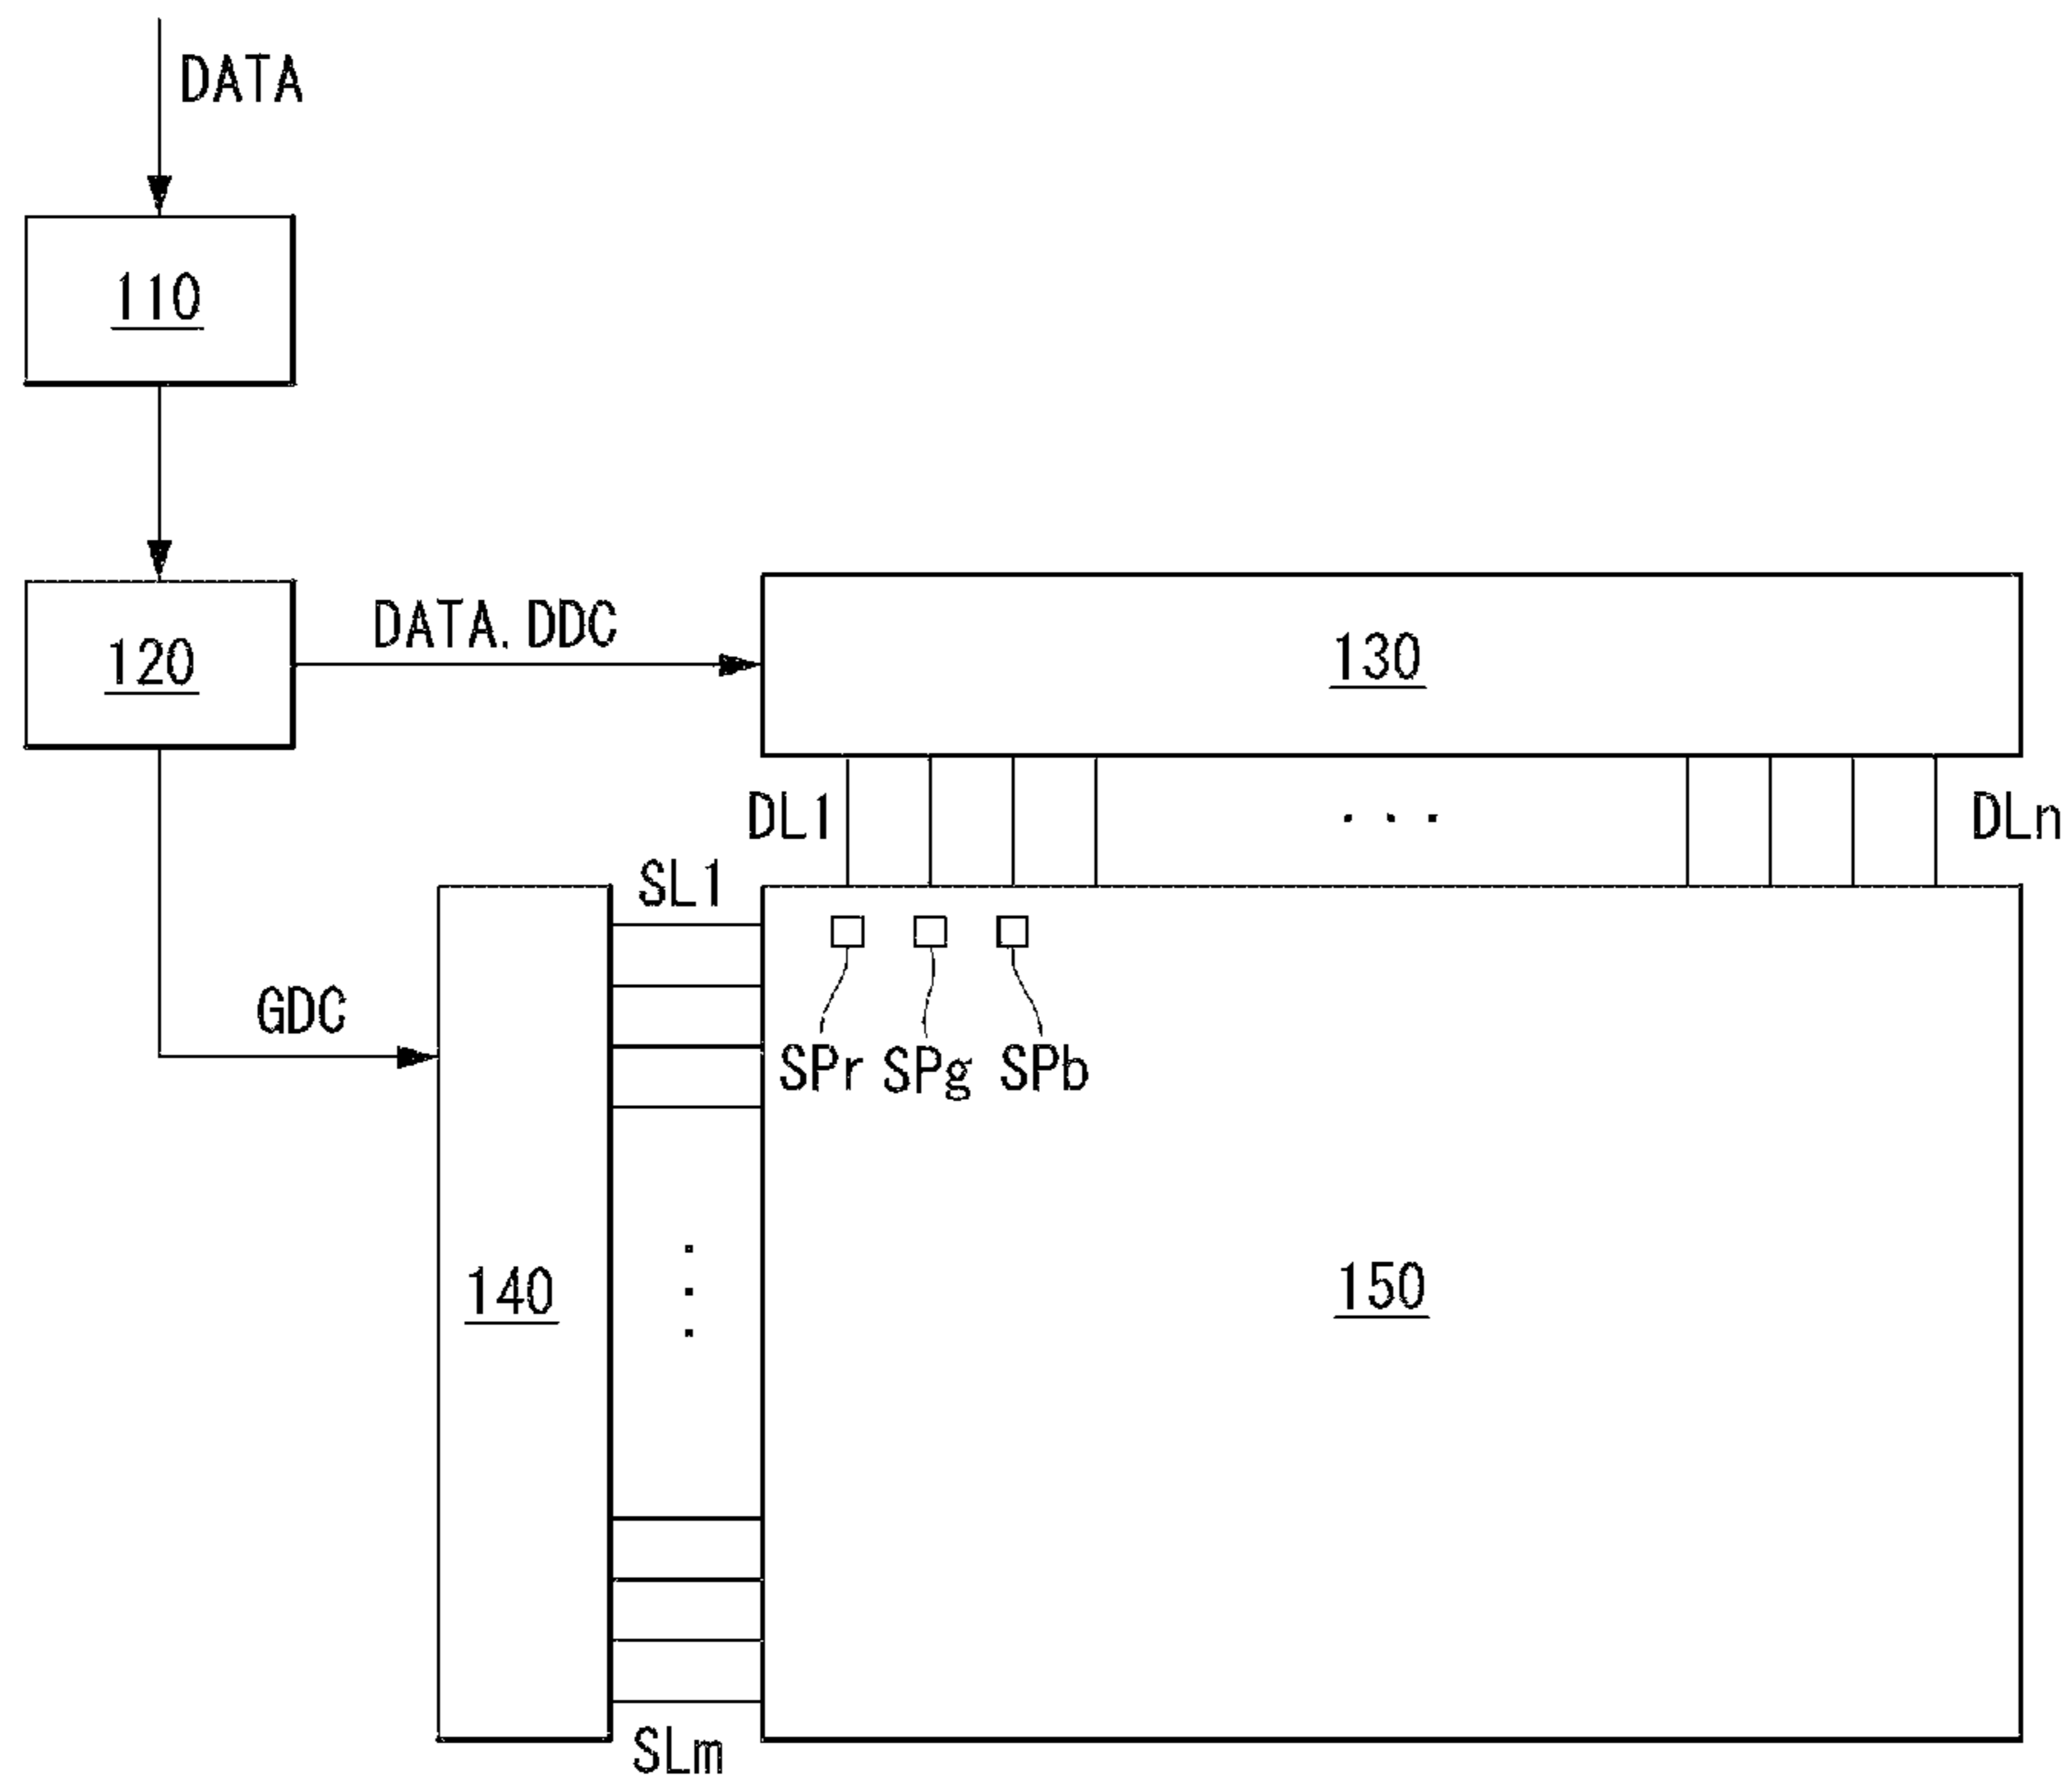 DATA
110
120
DATA, DDC
130
DL1
. . .
DLn
SL1
GDC
SPr
SPg
SPb
140
150
SLm